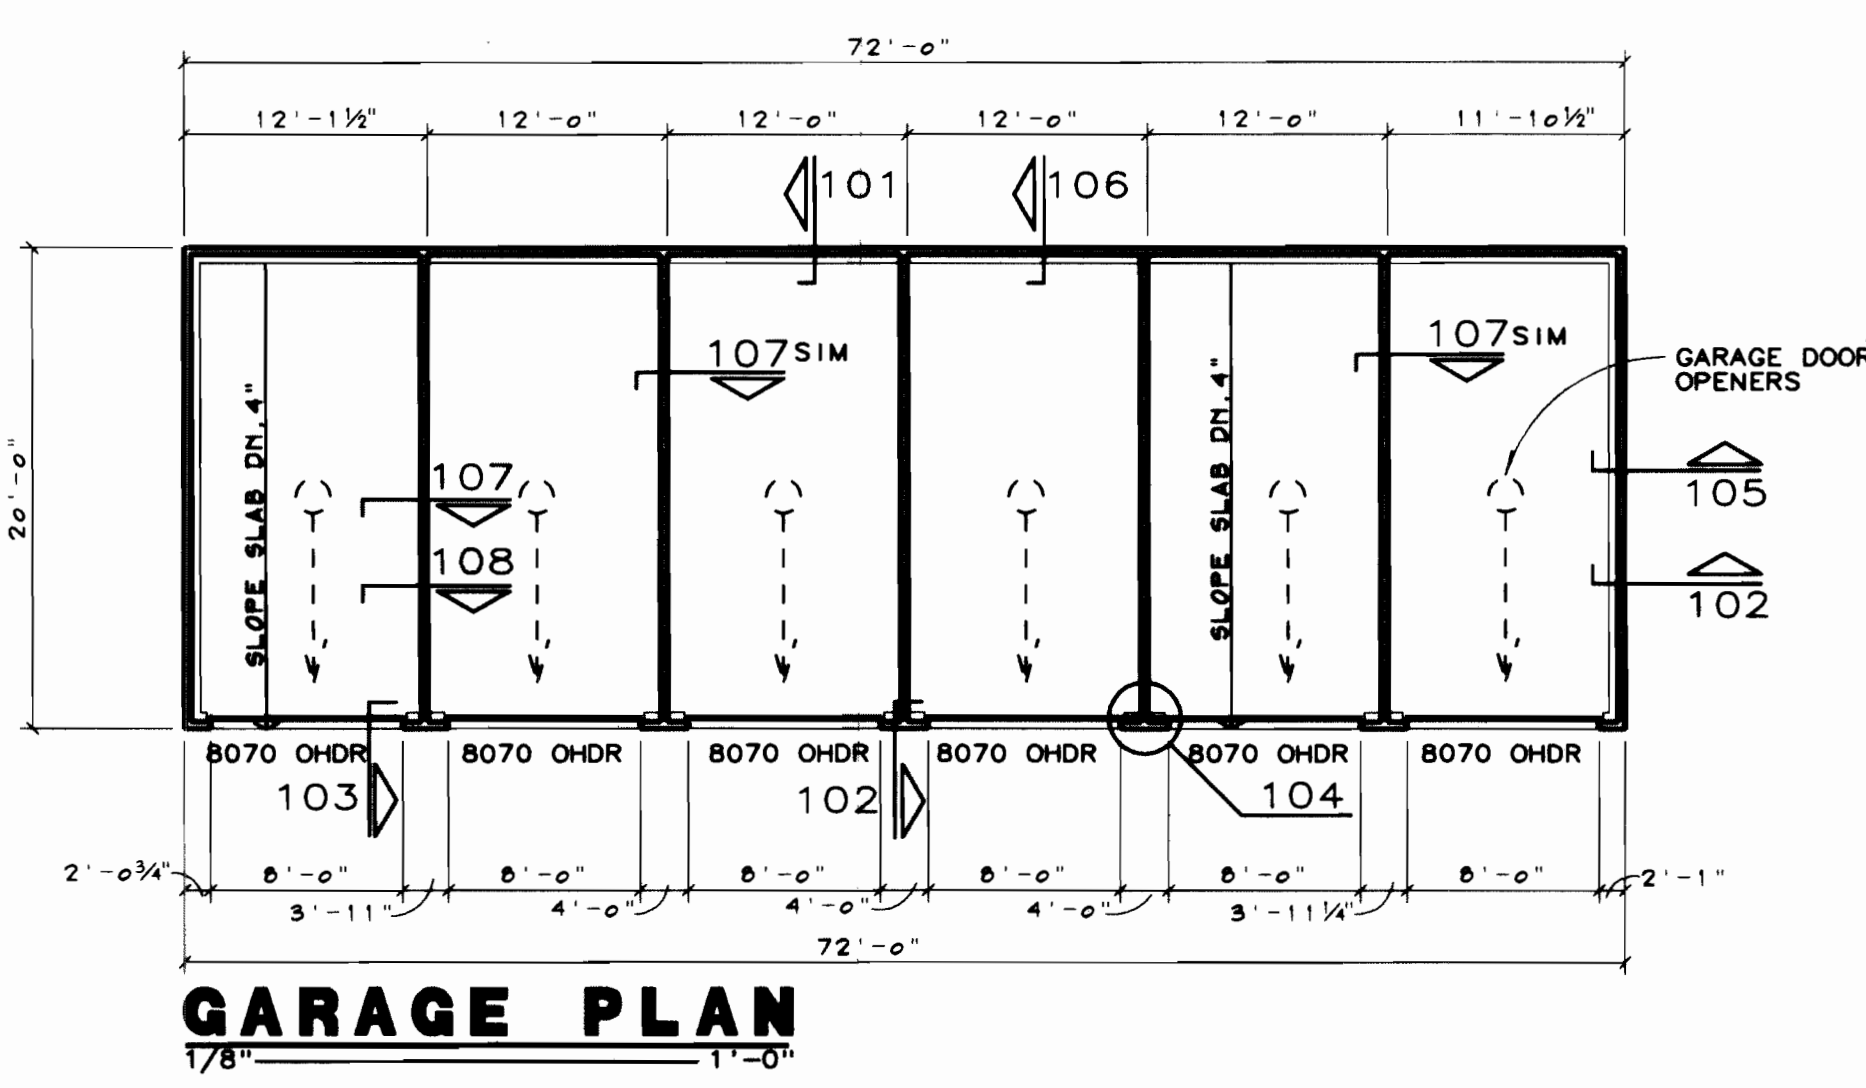 72'-0"
12'-1½" 12'-0" 12'-0" 12'-0" 12'-0" 11'-10½"
101 106
107 SIM 107 SIM
GARAGE DOOR
OPENERS
20'-0"
SLOPE SLAB DN. 4" SLOPE SLAB DN. 4"
107
105
108
102
8070 OHDR 8070 OHDR 8070 OHDR 8070 OHDR 8070 OHDR 8070 OHDR
103 102 104
2'-0¾" 8'-0" 8'-0" 8'-0" 8'-0" 8'-0" 8'-0" 2'-1"
3'-11" 4'-0" 4'-0" 4'-0" 3'-11¼"
72'-0"
GARAGE PLAN
1/8" 1'-0"